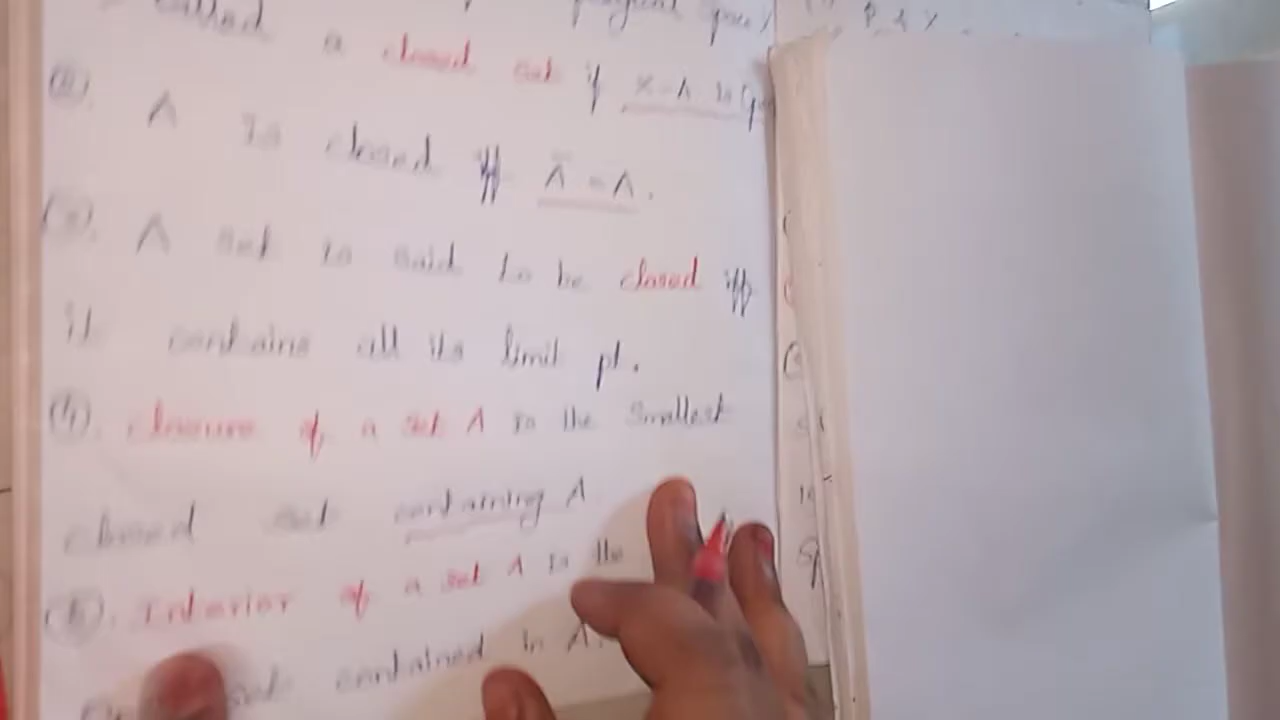 called a closed set if X-A is
(2). A is closed iff Ā = A.
(3). A set is said to be closed iff
it contains all its limit pt.
(4). Closure of a set A is the smallest
closed set containing A
(5). Interior of a set A is the
set contained in A.